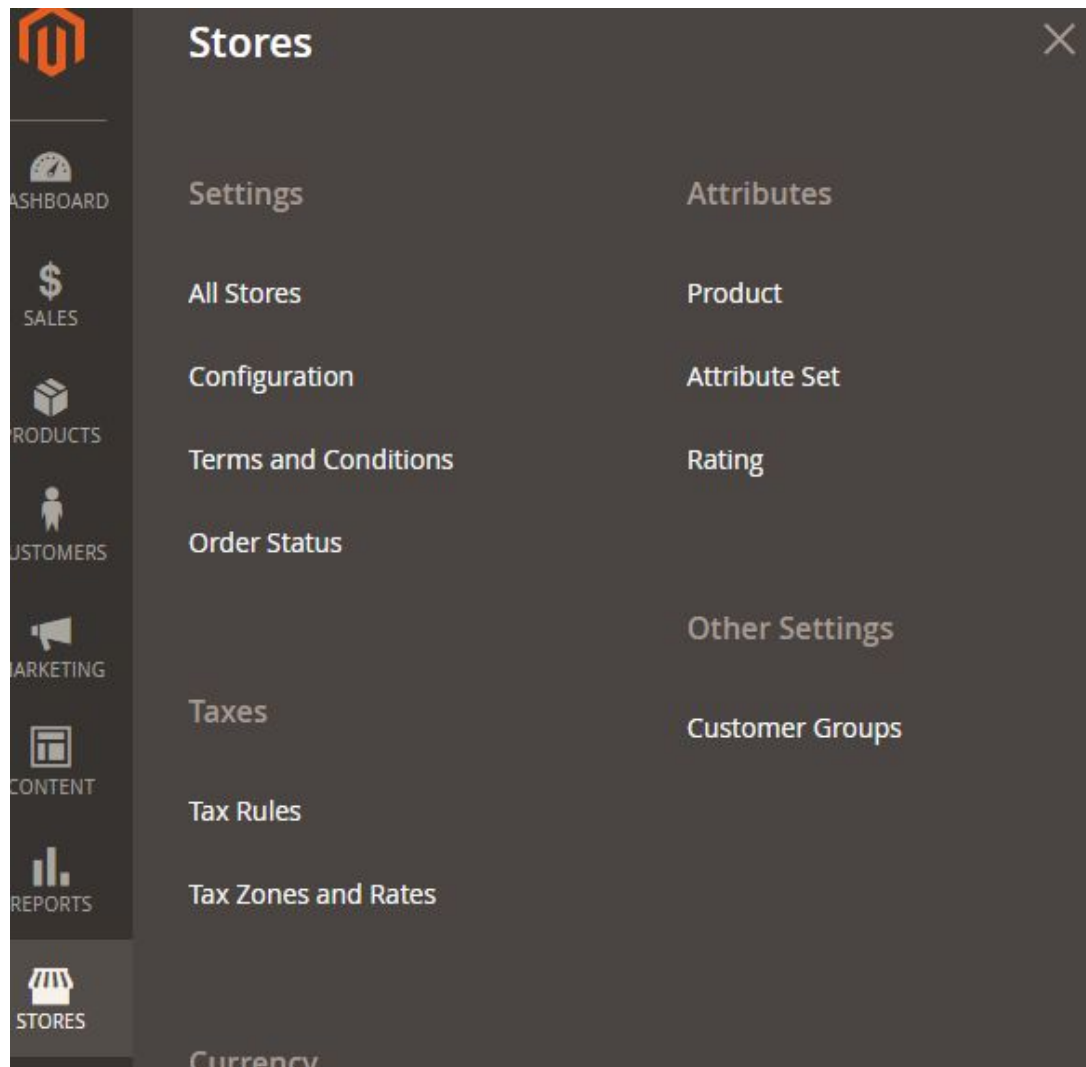 Stores
ASHBOARD
SALES
RODUCTS
USTOMERS
ARKETING
CONTENT
REPORTS
STORES
Settings
All Stores
Configuration
Terms and Conditions
Order Status
Taxes
Tax Rules
Tax Zones and Rates
Currency
Attributes
Product
Attribute Set
Rating
Other Settings
Customer Groups